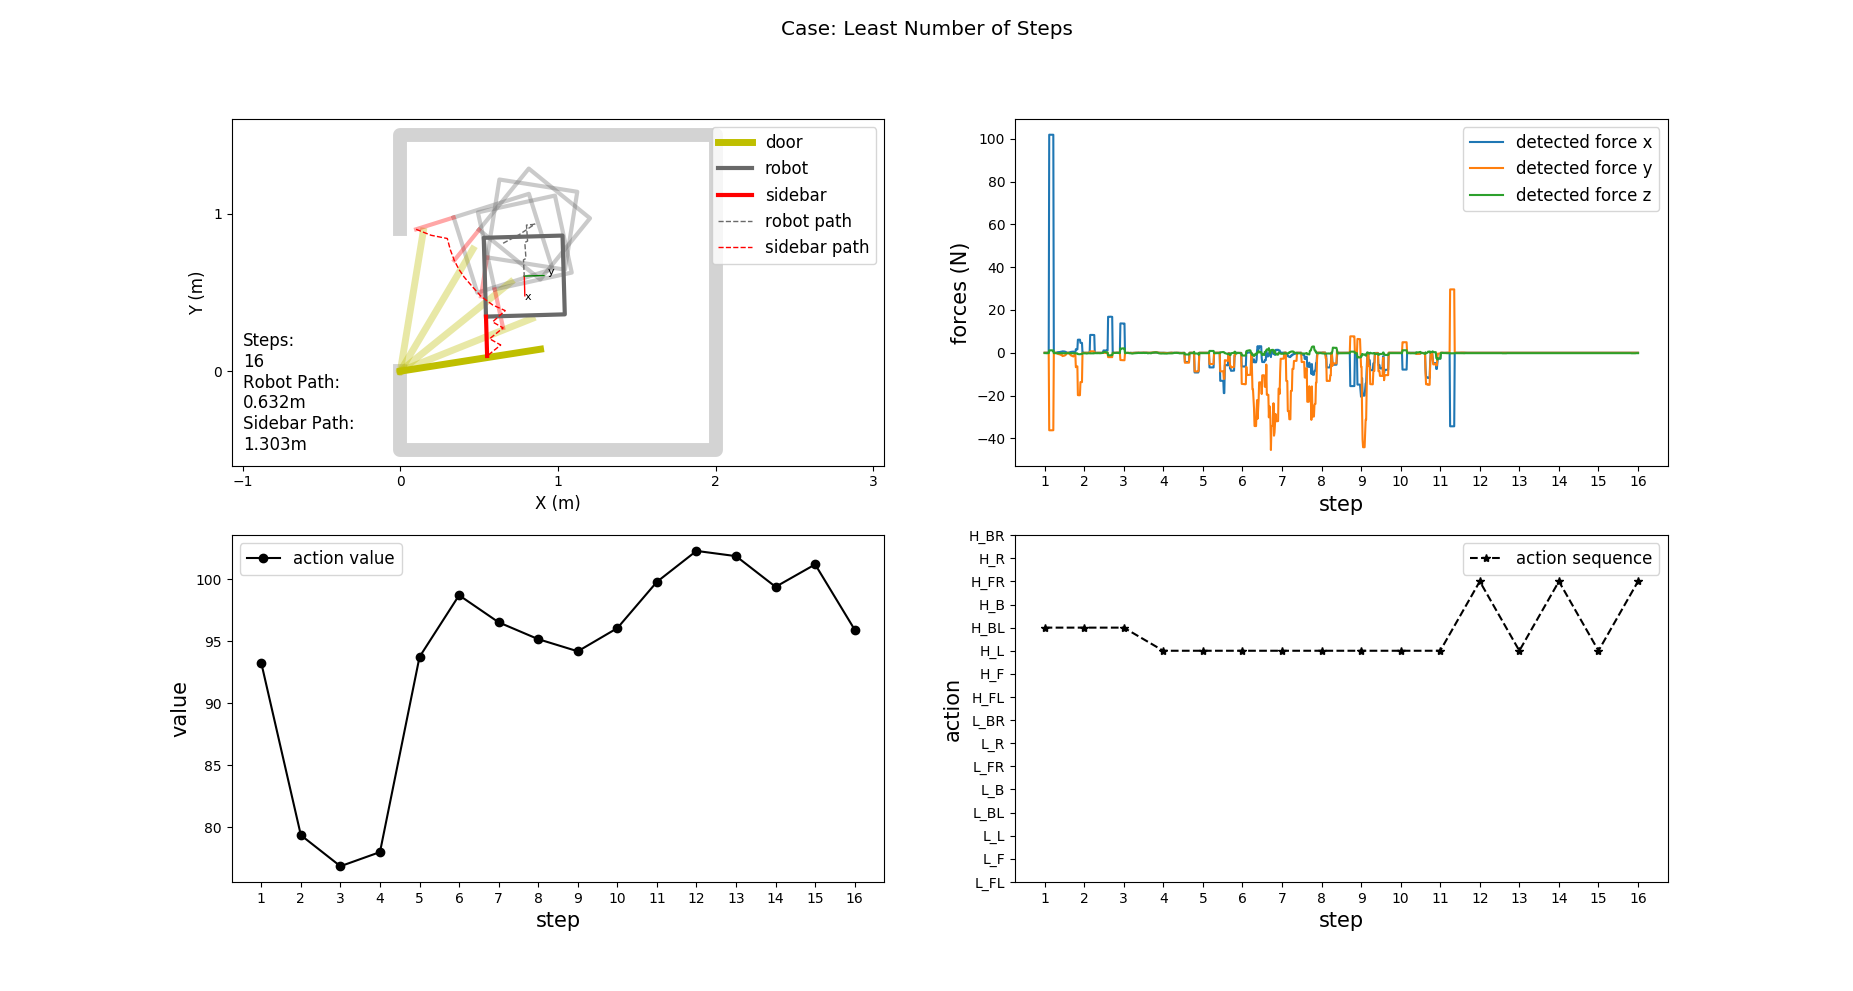 Case: Least Number of Steps
door
robot
sidebar
robot path
sidebar path
Y (m)
1
0
y
x
Steps:
16
Robot Path:
0.632m
Sidebar Path:
1.303m
−1 0 1 2 3
X (m)
detected force x
detected force y
detected force z
forces (N)
100
80
60
40
20
0
−20
−40
1 2 3 4 5 6 7 8 9 10 11 12 13 14 15 16
step
action value
value
100
95
90
85
80
1 2 3 4 5 6 7 8 9 10 11 12 13 14 15 16
step
action sequence
action
H_BR
H_R
H_FR
H_B
H_BL
H_L
H_F
H_FL
L_BR
L_R
L_FR
L_B
L_BL
L_L
L_F
L_FL
1 2 3 4 5 6 7 8 9 10 11 12 13 14 15 16
step